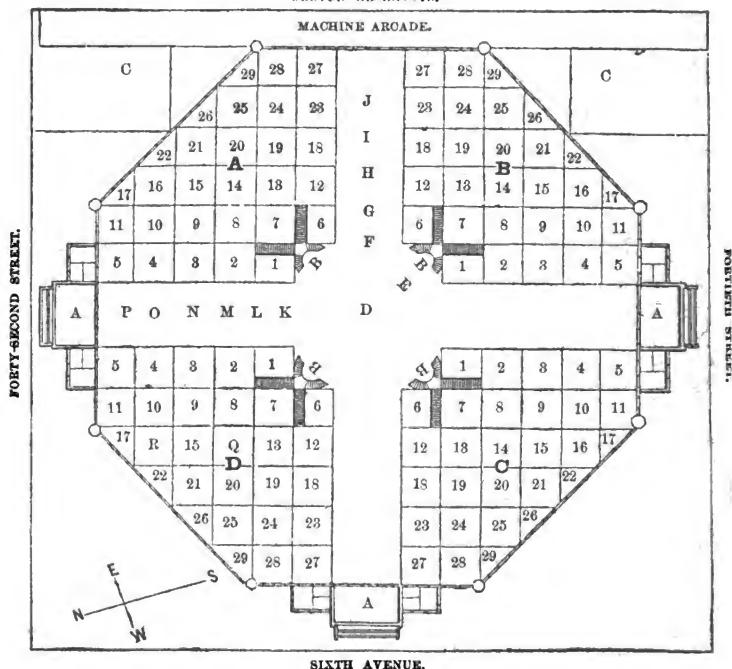 MACHINE ARCADE.
C 29 28 27 J 27 28 29 C
26 25 24 23 I 23 24 25 26
22 21 20 19 18 H 18 19 20 21 22
A B
17 16 15 14 13 12 G 12 13 14 15 16 17
11 10 9 8 7 6 F 6 7 8 9 10 11
5 4 3 2 1 B E B 1 2 3 4 5
FORTY-SECOND STREET.
A P O N M L K D A
FORTIETH STREET.
5 4 3 2 1 B B 1 2 3 4 5
11 10 9 8 7 6 6 7 8 9 10 11
17 R 15 Q 13 12 12 13 14 15 16 17
D C
22 21 20 19 18 18 19 20 21 22
26 25 24 23 23 24 25 26
29 28 27 27 28 29
E
N S
W
A
SIXTH AVENUE.